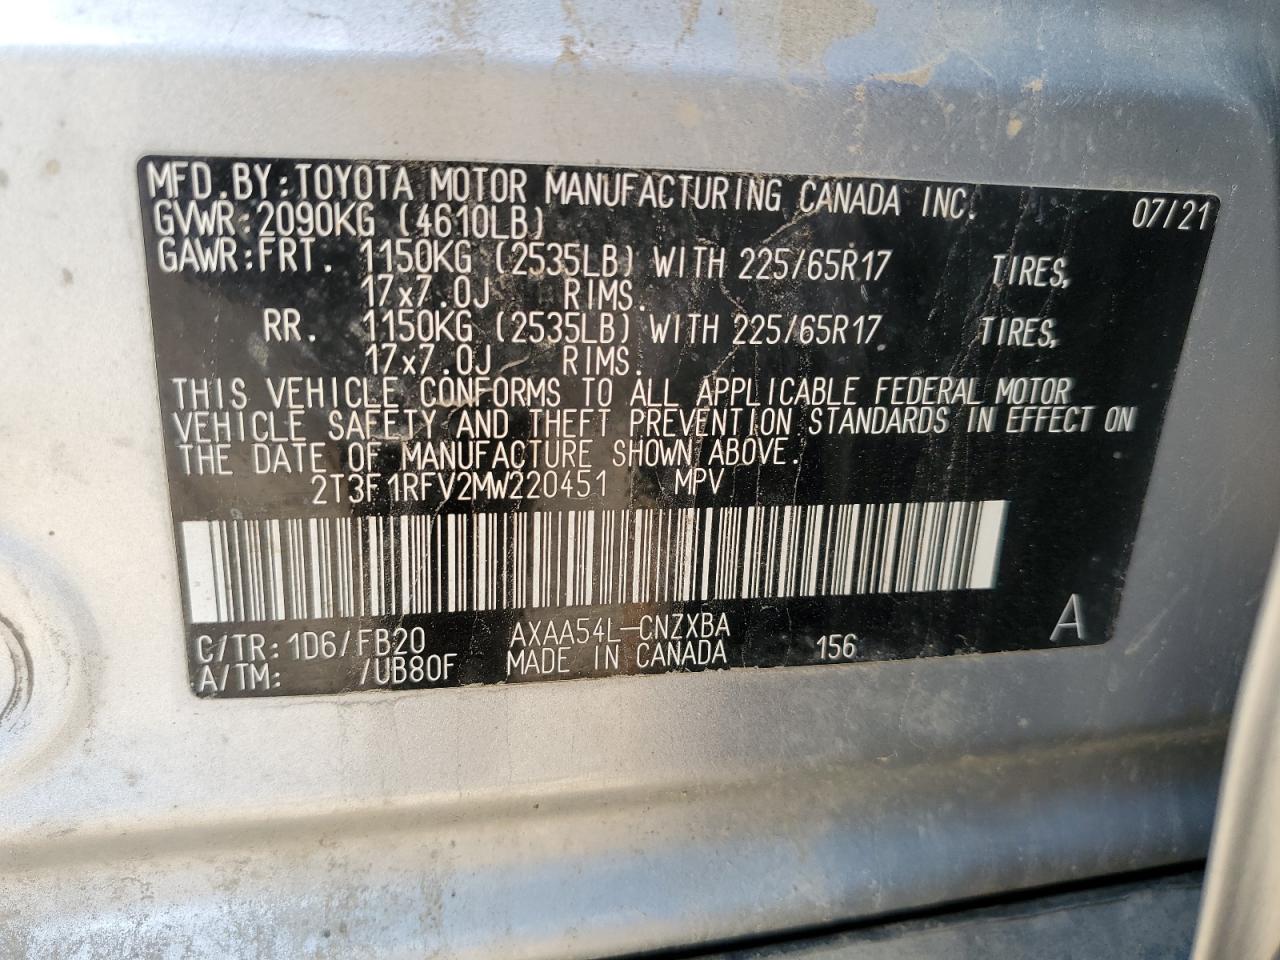 MFD.BY:TOYOTA MOTOR MANUFACTURING CANADA INC. 07/21
GVWR:2090KG (4610LB)
GAWR:FRT. 1150KG (2535LB) WITH 225/65R17 TIRES,
17x7.0J RIMS.
RR. 1150KG (2535LB) WITH 225/65R17 TIRES,
17x7.0J RIMS.
THIS VEHICLE CONFORMS TO ALL APPLICABLE FEDERAL MOTOR
VEHICLE SAFETY AND THEFT PREVENTION STANDARDS IN EFFECT ON
THE DATE OF MANUFACTURE SHOWN ABOVE.
2T3F1RFV2MW220451 MPV
C/TR:1D6/FB20 AXAA54L-CNZXBA 156 A
A/TM: /UB80F MADE IN CANADA